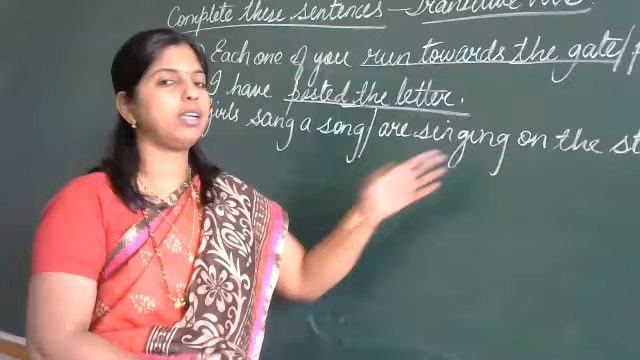 Complete these sentences - Transitive
Each one of you run towards the gate/
I have posted the letter.
girls sang a song/are singing on the